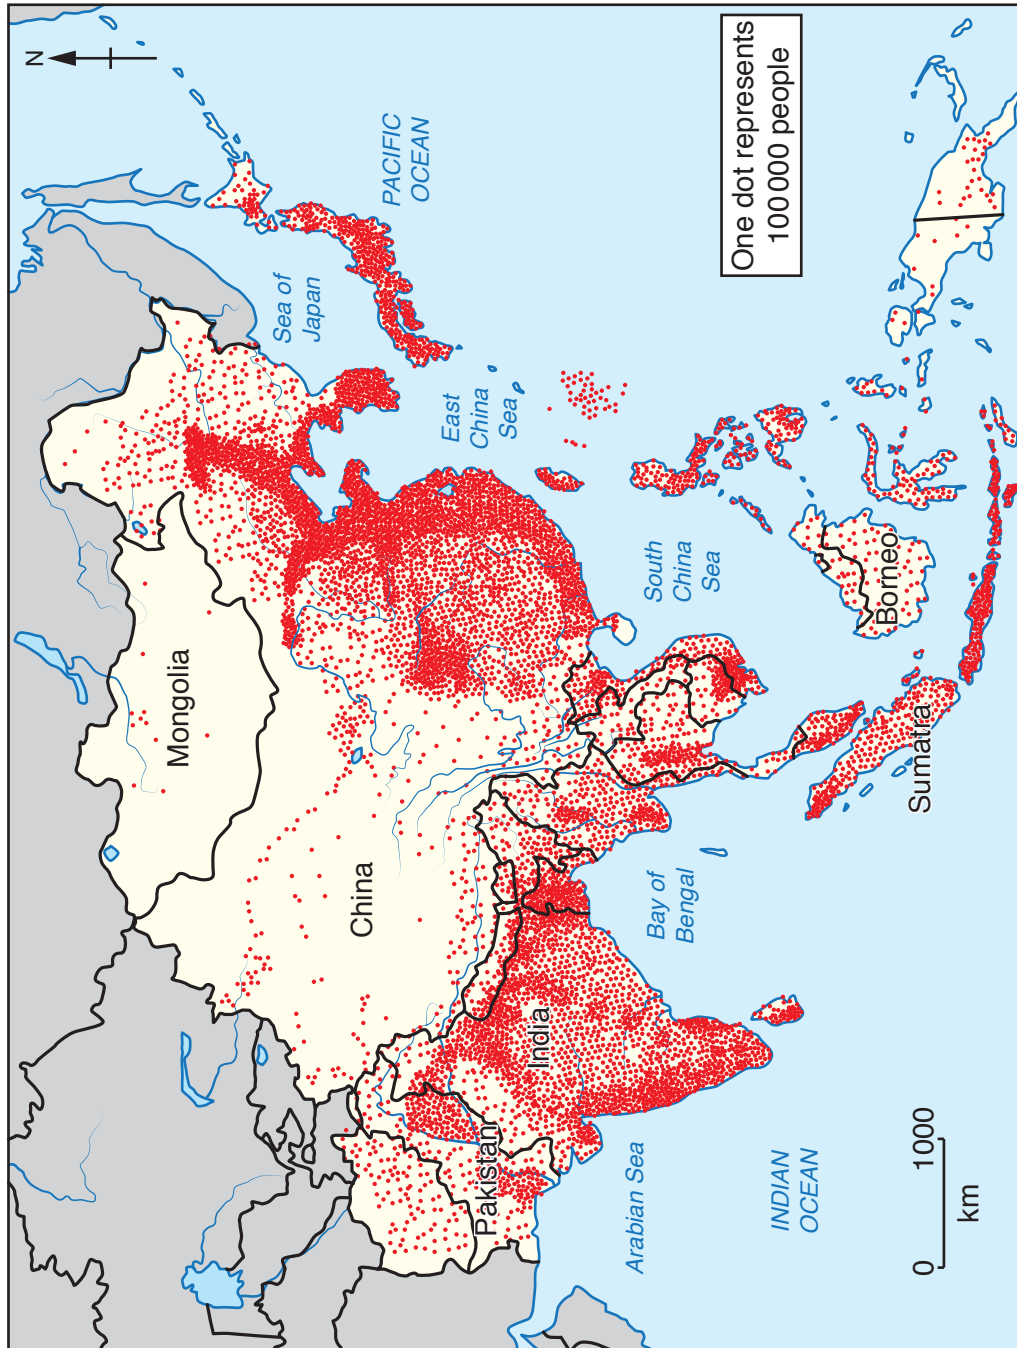 N
PACIFIC
OCEAN
Sea of
Japan
East
China
Sea
One dot represents
100 000 people
Mongolia
China
South
China
Sea
Borneo
Sumatra
Bay of
Bengal
India
Pakistan
Arabian Sea
INDIAN
OCEAN
0
1000
km